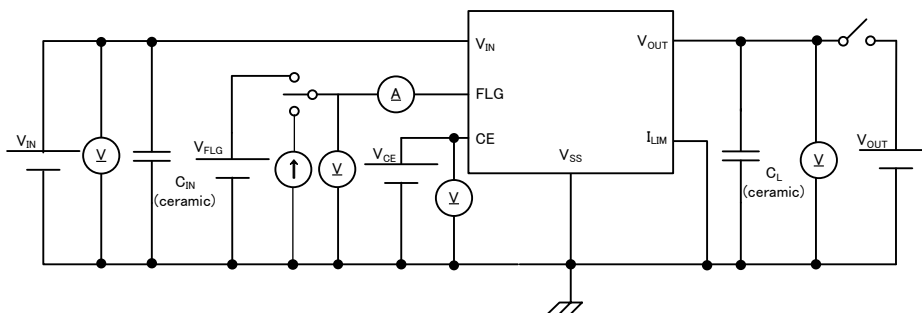 VIN
VOUT
FLG
CE
ILIM
VSS
VIN
V
A
VFLG
CIN
(ceramic)
V
VCE
V
CL
(ceramic)
V
VOUT